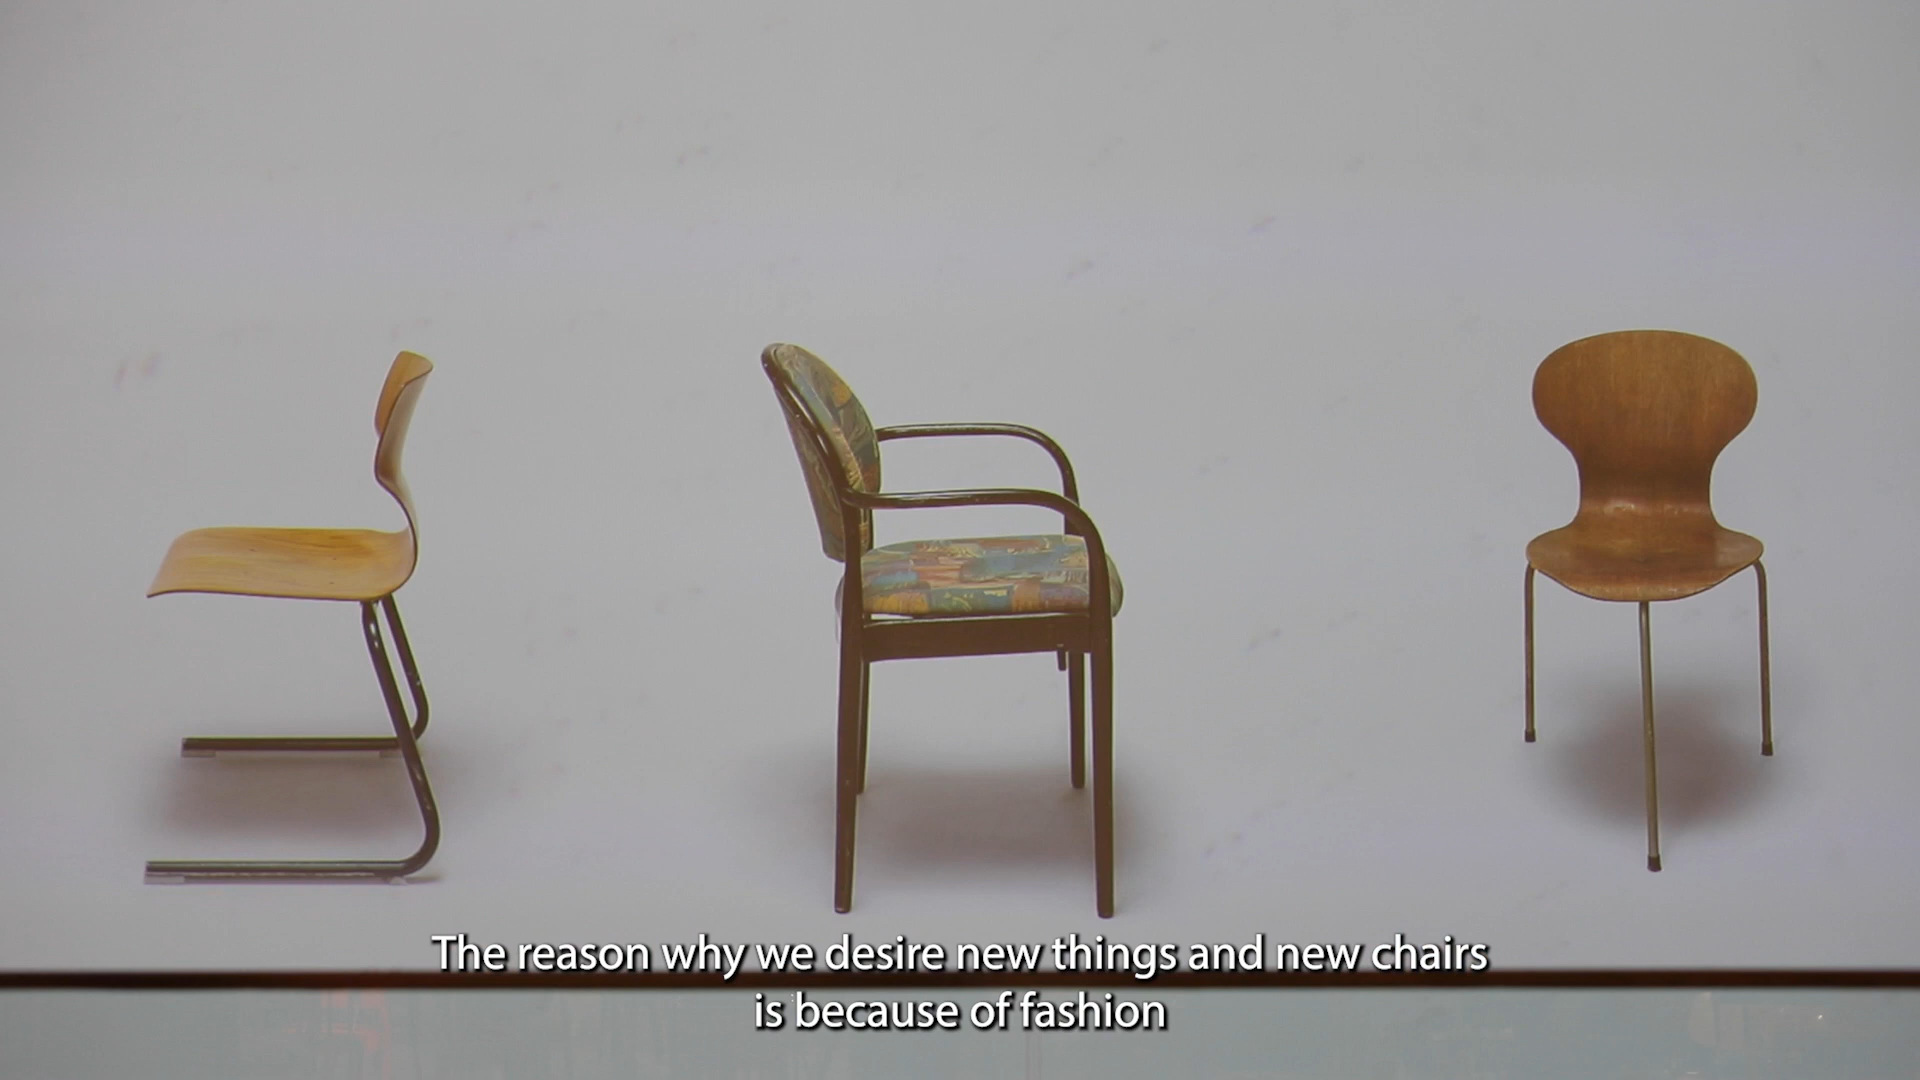 The reason why we desire new things and new chairs
is because of fashion